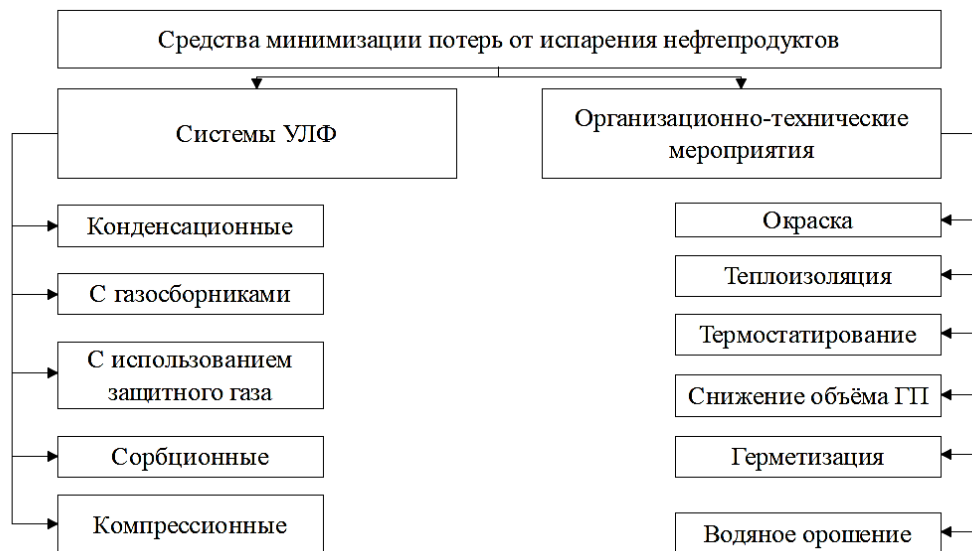 Средства минимизации потерь от испарения нефтепродуктов
Системы УЛФ
Организационно-технические
мероприятия
Конденсационные
С газосборниками
С использованием
защитного газа
Сорбционные
Компрессионные
Окраска
Теплоизоляция
Термостатирование
Снижение объёма ГП
Герметизация
Водяное орошение